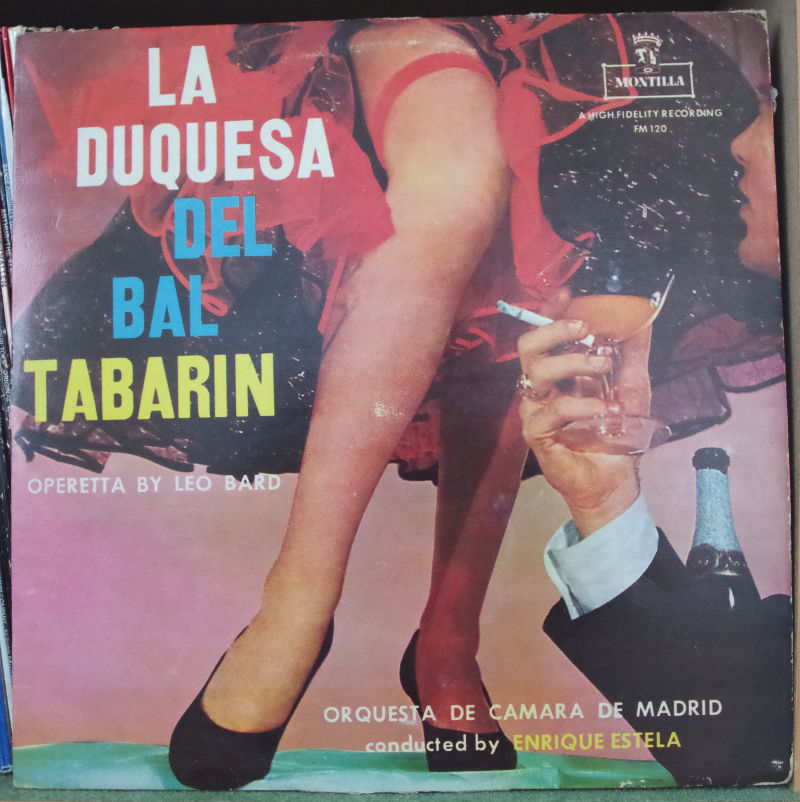 LA
DUQUESA
DEL
BAL
TABARIN
OPERETTA BY LEO BARD
MONTILLA
A HIGH FIDELITY RECORDING
FM 120
ORQUESTA DE CAMARA DE MADRID
conducted by ENRIQUE ESTELA